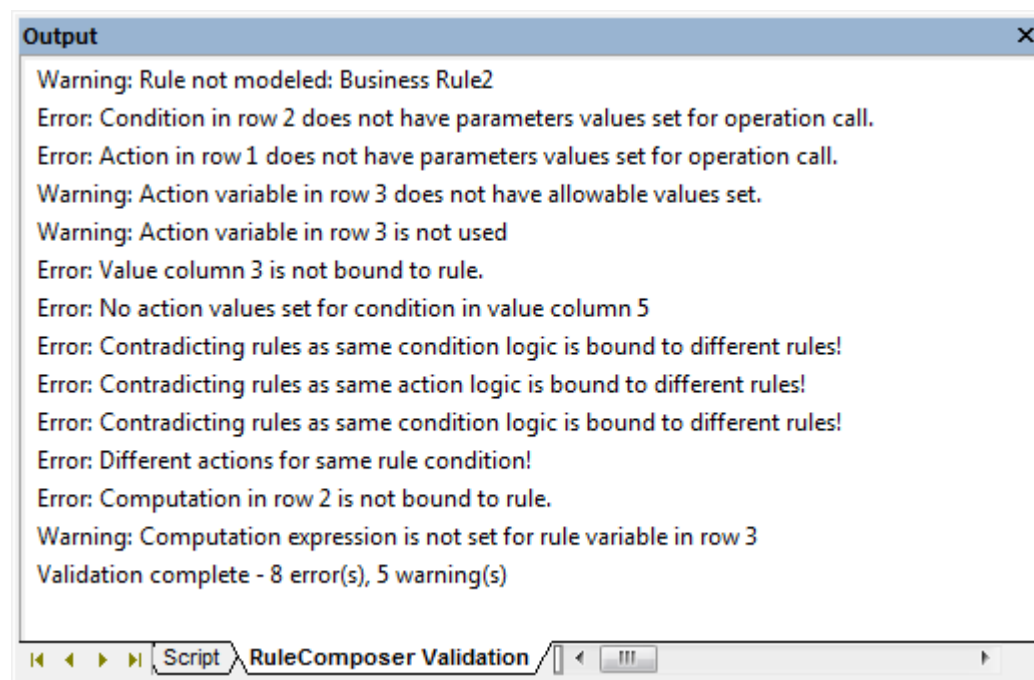 Output
Warning: Rule not modeled: Business Rule2
Error: Condition in row 2 does not have parameters values set for operation call.
Error: Action in row 1 does not have parameters values set for operation call.
Warning: Action variable in row 3 does not have allowable values set.
Warning: Action variable in row 3 is not used
Error: Value column 3 is not bound to rule.
Error: No action values set for condition in value column 5
Error: Contradicting rules as same condition logic is bound to different rules!
Error: Contradicting rules as same action logic is bound to different rules!
Error: Contradicting rules as same condition logic is bound to different rules!
Error: Different actions for same rule condition!
Error: Computation in row 2 is not bound to rule.
Warning: Computation expression is not set for rule variable in row 3
Validation complete - 8 error(s), 5 warning(s)
Script RuleComposer Validation